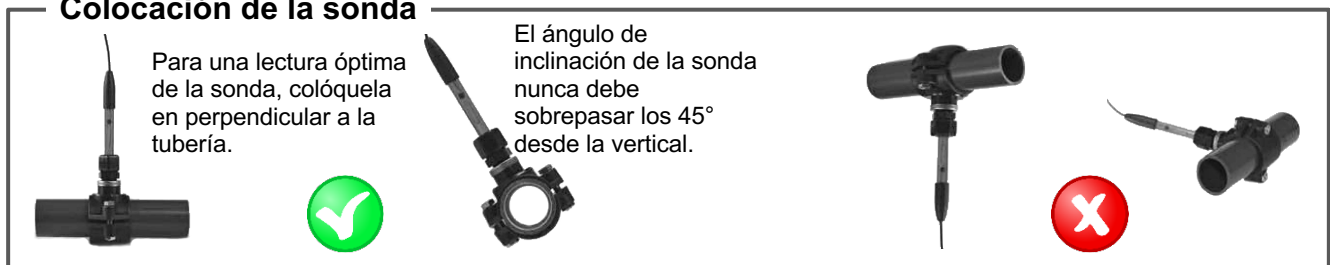 Colocación de la sonda
Para una lectura óptima
de la sonda, colóquela
en perpendicular a la
tubería.
El ángulo de
inclinación de la sonda
nunca debe
sobrepasar los 45°
desde la vertical.